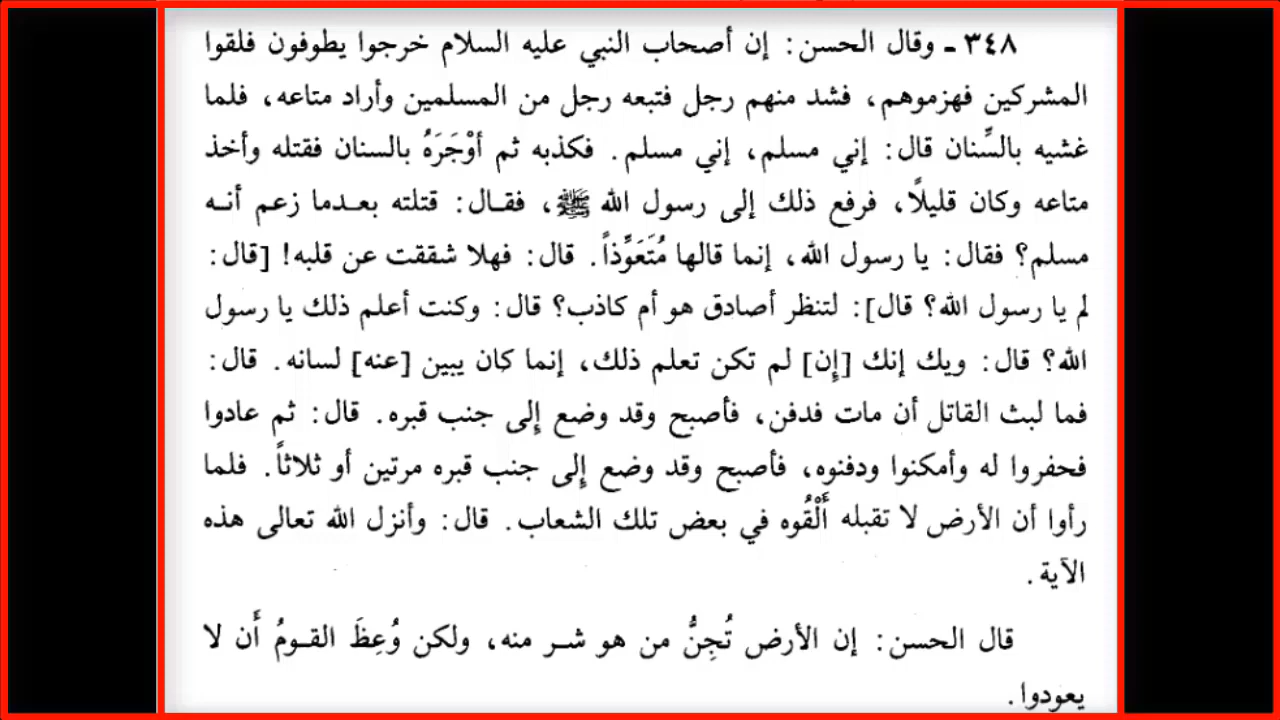 ٣٤٨ ـ وقال الحسن: إن أصحاب النبي عليه السلام خرجوا يطوفون فلقوا
المشركين فهزموهم، فشد منهم رجل فتبعه رجل من المسلمين وأراد متاعه، فلما
غشيه بالسِّنان قال: إني مسلم، إني مسلم. فكذبه ثم أوْجَرَهُ بالسنان فقتله وأخذ
متاعه وكان قليلًا، فرفع ذلك إلى رسول الله ﷺ، فقـال: قتلته بعـدما زعم أنـه
مسلم؟ فقال: يا رسول الله، إنما قالها مُتَعَوِّذاً. قال: فهلا شققت عن قلبه! [قال:
لم يا رسول الله؟ قال]: لتنظر أصادق هو أم كاذب؟ قال: وكنت أعلم ذلك يا رسول
الله؟ قال: ويك إنك [إن] لم تكن تعلم ذلك، إنما كان يبين [عنه] لسانه. قال:
فما لبث القاتل أن مات فدفن، فأصبح وقد وضع إلى جنب قبره. قال: ثم عادوا
فحفروا له وأمكنوا ودفنوه، فأصبح وقد وضع إلى جنب قبره مرتين أو ثلاثاً. فلما
رأوا أن الأرض لا تقبله أَلْقُوه في بعض تلك الشعاب. قال: وأنزل الله تعالى هذه
الآية.
قال الحسن: إن الأرض تُجِنُّ من هو شـر منه، ولكن وُعِظَ القـومُ أَن لا
يعودوا.